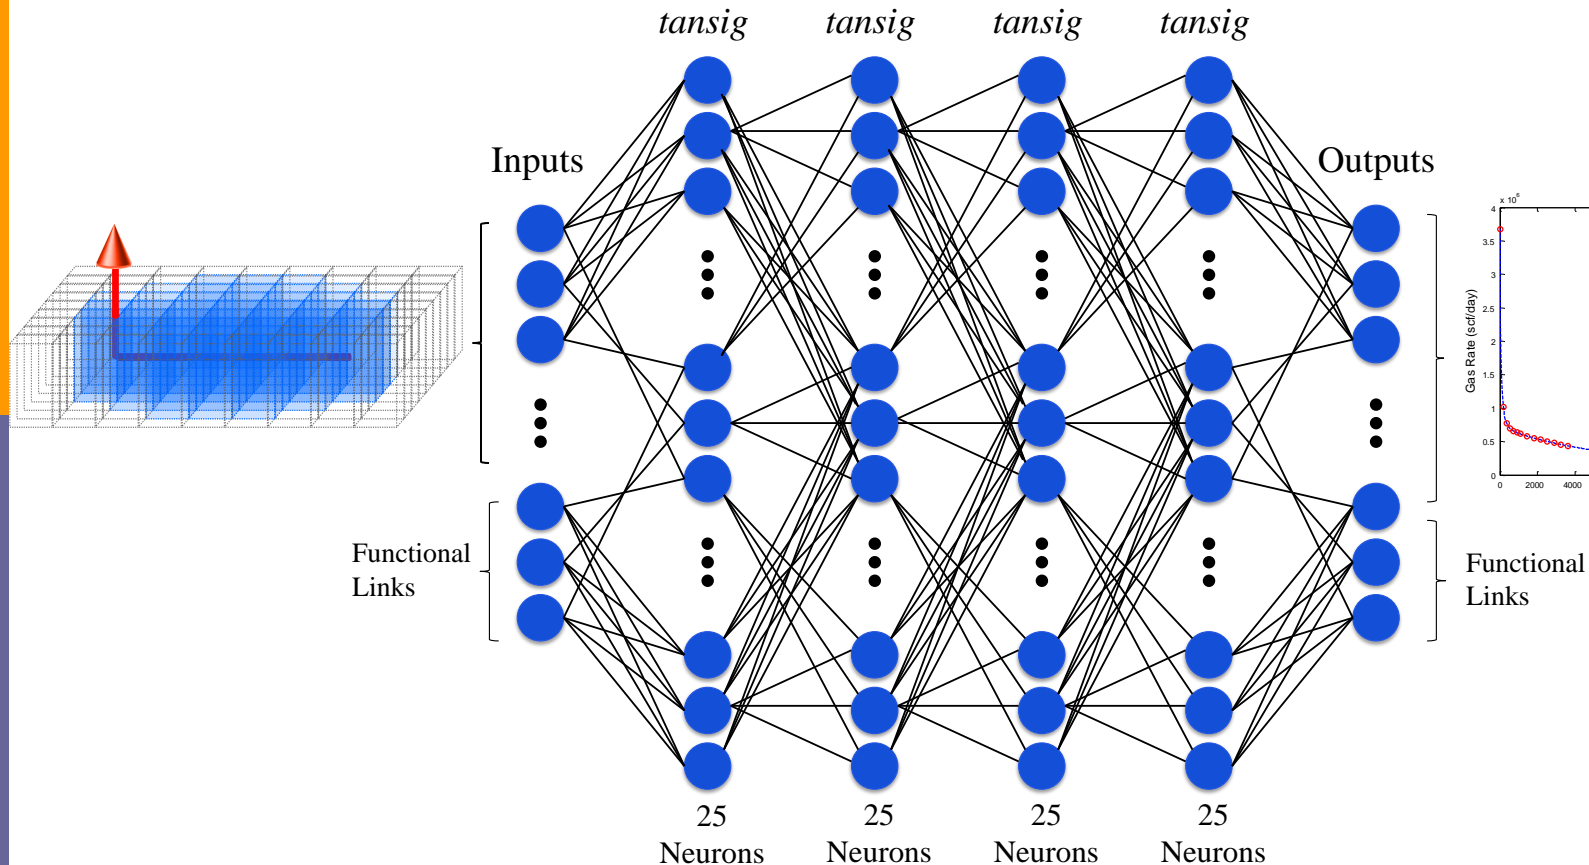 tansig tansig tansig tansig
Inputs
Outputs
x 10^6
4
3.5
3
2.5
2
1.5
1
0.5
0
Gas Rate (scf/day)
0 2000 4000
Functional
Links
Functional
Links
25 25 25 25
Neurons Neurons Neurons Neurons